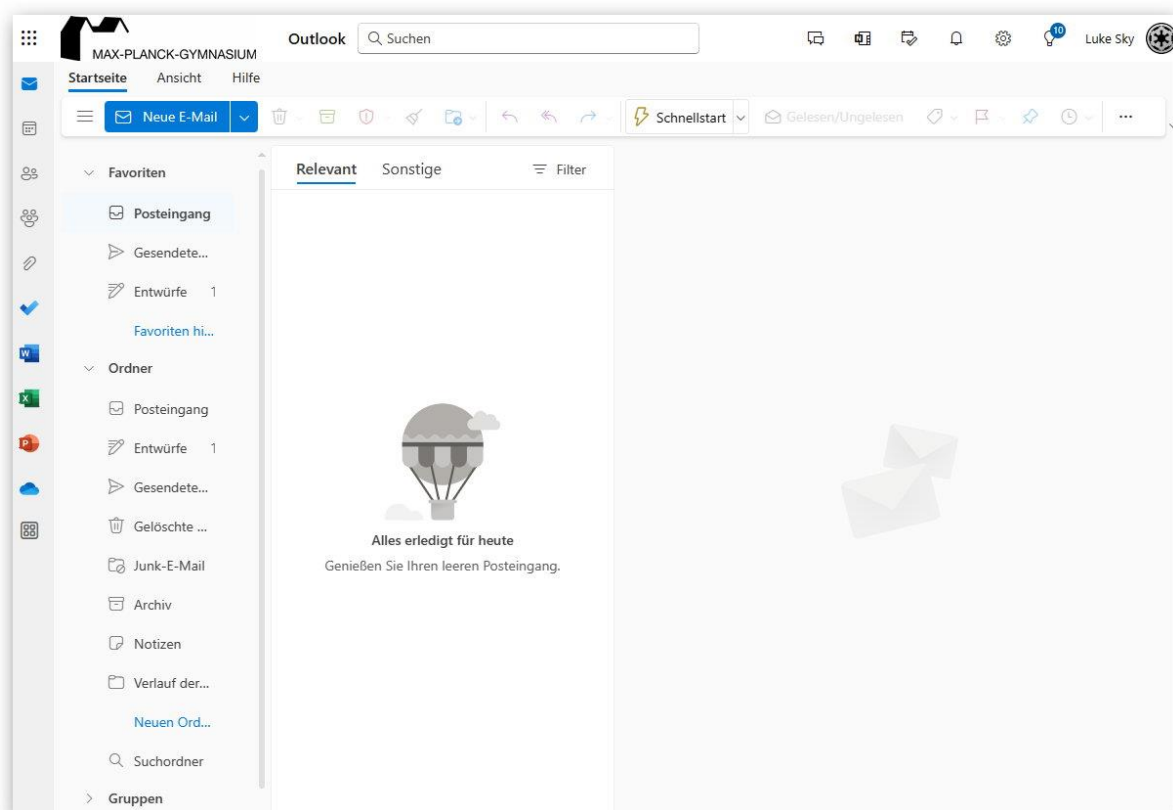 MAX-PLANCK-GYMNASIUM
Outlook
Suchen
10
Luke Sky
Startseite Ansicht Hilfe
Neue E-Mail
Schnellstart
Gelesen/Ungelesen
Favoriten
Posteingang
Gesendete...
Entwürfe 1
Favoriten hi...
Ordner
Posteingang
Entwürfe 1
Gesendete...
Gelöschte ...
Junk-E-Mail
Archiv
Notizen
Verlauf der...
Neuen Ord...
Suchordner
Gruppen
Relevant Sonstige
Filter
Alles erledigt für heute
Genießen Sie Ihren leeren Posteingang.